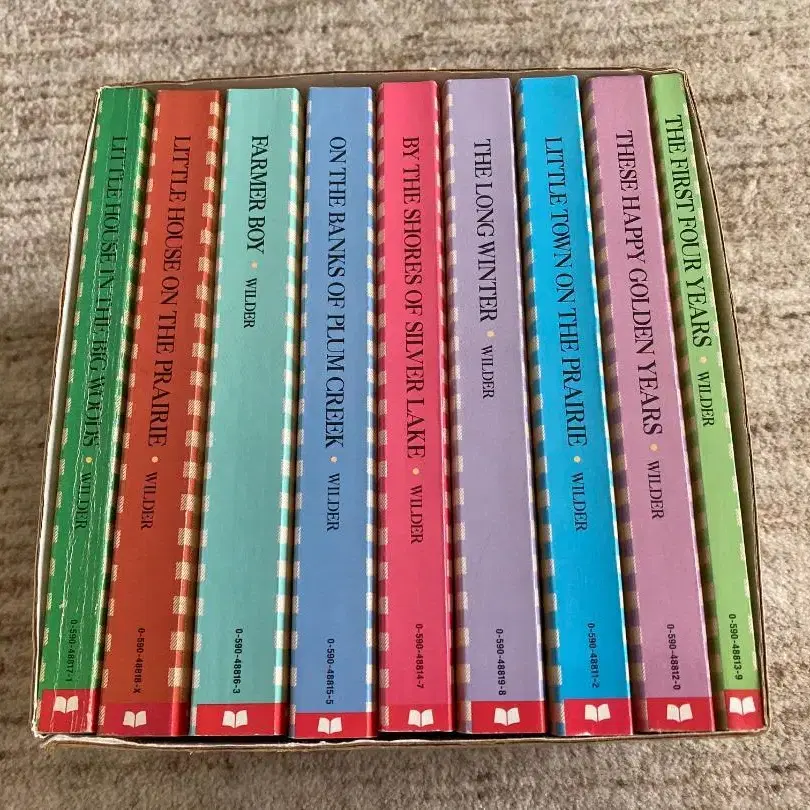 LITTLE HOUSE IN THE BIG WOODS • WILDER
0-590-48817-1
LITTLE HOUSE ON THE PRAIRIE • WILDER
0-590-48818-X
FARMER BOY • WILDER
0-590-48816-3
ON THE BANKS OF PLUM CREEK • WILDER
0-590-48815-5
BY THE SHORES OF SILVER LAKE • WILDER
0-590-48814-7
THE LONG WINTER • WILDER
0-590-48819-8
LITTLE TOWN ON THE PRAIRIE • WILDER
0-590-48811-2
THESE HAPPY GOLDEN YEARS • WILDER
0-590-48812-0
THE FIRST FOUR YEARS • WILDER
0-590-48813-9